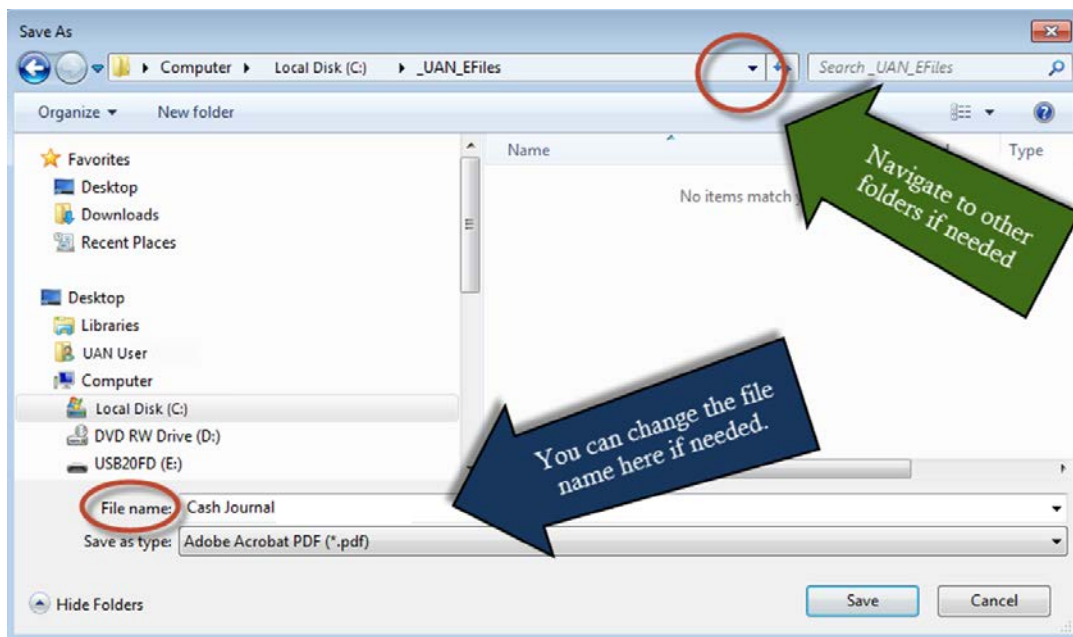 Save As
Computer Local Disk (C:) _UAN_EFiles
Search _UAN_EFiles
Organize New folder
Name Type
No items match
Navigate to other
folders if needed
Favorites
Desktop
Downloads
Recent Places
Desktop
Libraries
UAN User
Computer
Local Disk (C:)
DVD RW Drive (D:)
USB20FD (E:)
You can change the file
name here if needed.
File name: Cash Journal
Save as type: Adobe Acrobat PDF (*.pdf)
Hide Folders Save Cancel